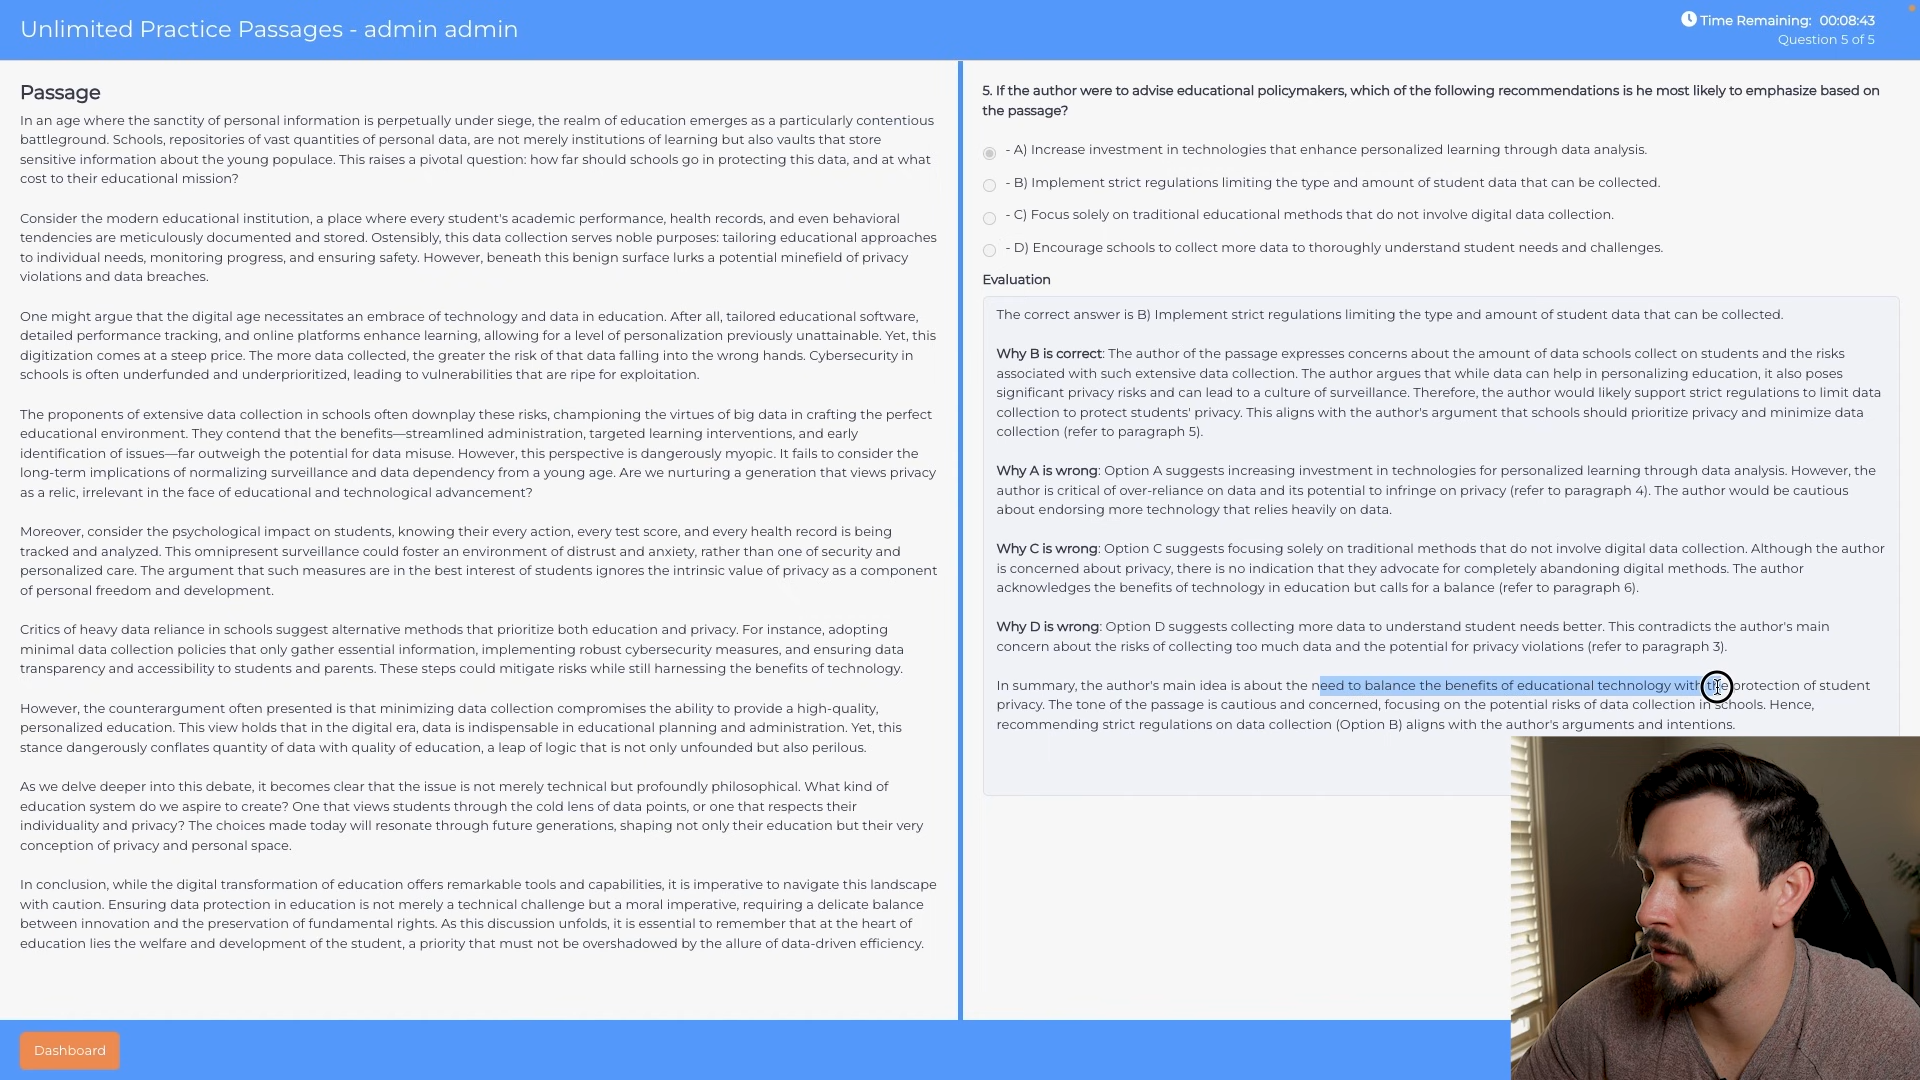 Unlimited Practice Passages - admin admin
Time Remaining: 00:08:43
Question 5 of 5
Passage
In an age where the sanctity of personal information is perpetually under siege, the realm of education emerges as a particularly contentious
battleground. Schools, repositories of vast quantities of personal data, are not merely institutions of learning but also vaults that store
sensitive information about the young populace. This raises a pivotal question: how far should schools go in protecting this data, and at what
cost to their educational mission?
Consider the modern educational institution, a place where every student's academic performance, health records, and even behavioral
tendencies are meticulously documented and stored. Ostensibly, this data collection serves noble purposes: tailoring educational approaches
to individual needs, monitoring progress, and ensuring safety. However, beneath this benign surface lurks a potential minefield of privacy
violations and data breaches.
One might argue that the digital age necessitates an embrace of technology and data in education. After all, tailored educational software,
detailed performance tracking, and online platforms enhance learning, allowing for a level of personalization previously unattainable. Yet, this
digitization comes at a steep price. The more data collected, the greater the risk of that data falling into the wrong hands. Cybersecurity in
schools is often underfunded and underprioritized, leading to vulnerabilities that are ripe for exploitation.
The proponents of extensive data collection in schools often downplay these risks, championing the virtues of big data in crafting the perfect
educational environment. They contend that the benefits—streamlined administration, targeted learning interventions, and early
identification of issues—far outweigh the potential for data misuse. However, this perspective is dangerously myopic. It fails to consider the
long-term implications of normalizing surveillance and data dependency from a young age. Are we nurturing a generation that views privacy
as a relic, irrelevant in the face of educational and technological advancement?
Moreover, consider the psychological impact on students, knowing their every action, every test score, and every health record is being
tracked and analyzed. This omnipresent surveillance could foster an environment of distrust and anxiety, rather than one of security and
personalized care. The argument that such measures are in the best interest of students ignores the intrinsic value of privacy as a component
of personal freedom and development.
Critics of heavy data reliance in schools suggest alternative methods that prioritize both education and privacy. For instance, adopting
minimal data collection policies that only gather essential information, implementing robust cybersecurity measures, and ensuring data
transparency and accessibility to students and parents. These steps could mitigate risks while still harnessing the benefits of technology.
However, the counterargument often presented is that minimizing data collection compromises the ability to provide a high-quality,
personalized education. This view holds that in the digital era, data is indispensable in educational planning and administration. Yet, this
stance dangerously conflates quantity of data with quality of education, a leap of logic that is not only unfounded but also perilous.
As we delve deeper into this debate, it becomes clear that the issue is not merely technical but profoundly philosophical. What kind of
education system do we aspire to create? One that views students through the cold lens of data points, or one that respects their
individuality and privacy? The choices made today will resonate through future generations, shaping not only their education but their very
conception of privacy and personal space.
In conclusion, while the digital transformation of education offers remarkable tools and capabilities, it is imperative to navigate this landscape
with caution. Ensuring data protection in education is not merely a technical challenge but a moral imperative, requiring a delicate balance
between innovation and the preservation of fundamental rights. As this discussion unfolds, it is essential to remember that at the heart of
education lies the welfare and development of the student, a priority that must not be overshadowed by the allure of data-driven efficiency.
5. If the author were to advise educational policymakers, which of the following recommendations is he most likely to emphasize based on
the passage?
- A) Increase investment in technologies that enhance personalized learning through data analysis.
- B) Implement strict regulations limiting the type and amount of student data that can be collected.
- C) Focus solely on traditional educational methods that do not involve digital data collection.
- D) Encourage schools to collect more data to thoroughly understand student needs and challenges.
Evaluation
The correct answer is B) Implement strict regulations limiting the type and amount of student data that can be collected.
Why B is correct: The author of the passage expresses concerns about the amount of data schools collect on students and the risks
associated with such extensive data collection. The author argues that while data can help in personalizing education, it also poses
significant privacy risks and can lead to a culture of surveillance. Therefore, the author would likely support strict regulations to limit data
collection to protect students' privacy. This aligns with the author's argument that schools should prioritize privacy and minimize data
collection (refer to paragraph 5).
Why A is wrong: Option A suggests increasing investment in technologies for personalized learning through data analysis. However, the
author is critical of over-reliance on data and its potential to infringe on privacy (refer to paragraph 4). The author would be cautious
about endorsing more technology that relies heavily on data.
Why C is wrong: Option C suggests focusing solely on traditional methods that do not involve digital data collection. Although the author
is concerned about privacy, there is no indication that they advocate for completely abandoning digital methods. The author
acknowledges the benefits of technology in education but calls for a balance (refer to paragraph 6).
Why D is wrong: Option D suggests collecting more data to understand student needs better. This contradicts the author's main
concern about the risks of collecting too much data and the potential for privacy violations (refer to paragraph 3).
In summary, the author's main idea is about the need to balance the benefits of educational technology with the protection of student
privacy. The tone of the passage is cautious and concerned, focusing on the potential risks of data collection in schools. Hence,
recommending strict regulations on data collection (Option B) aligns with the author's arguments and intentions.
Dashboard